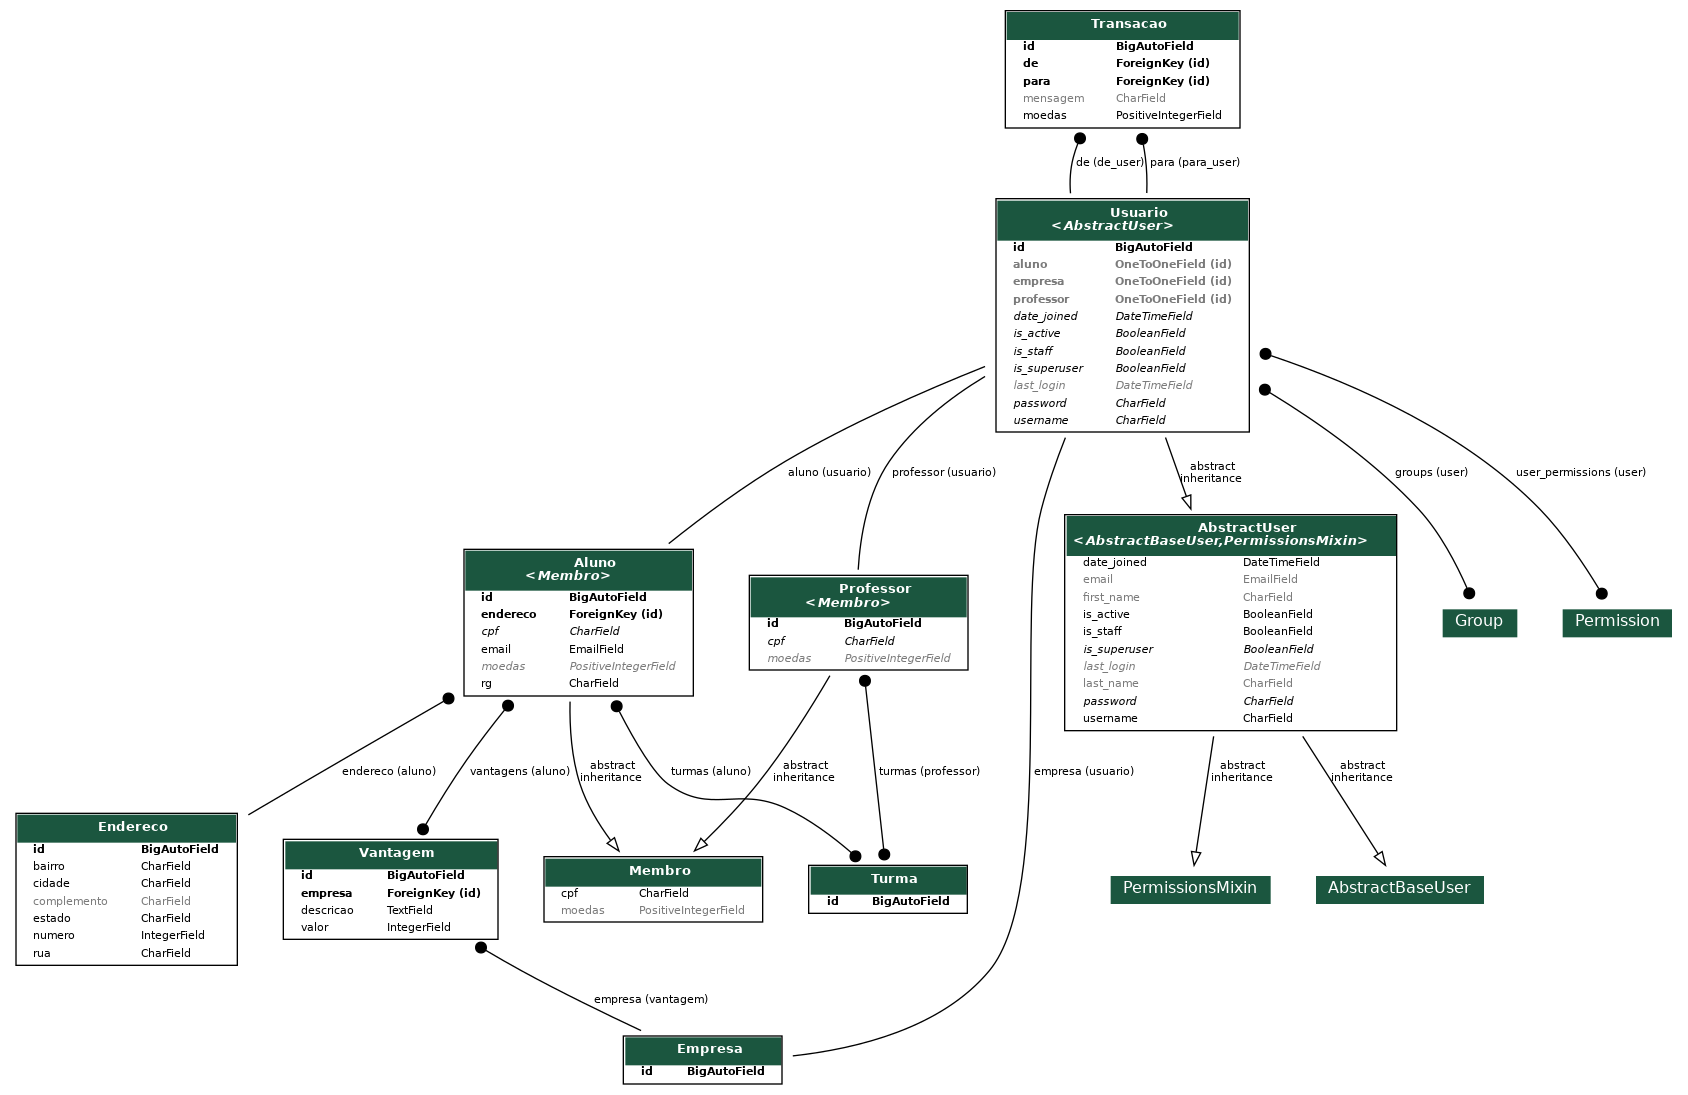 Transacao
id BigAutoField
de ForeignKey (id)
para ForeignKey (id)
mensagem CharField
moedas PositiveIntegerField
de (de_user) para (para_user)
Usuario
<AbstractUser>
id BigAutoField
aluno OneToOneField (id)
empresa OneToOneField (id)
professor OneToOneField (id)
date_joined DateTimeField
is_active BooleanField
is_staff BooleanField
is_superuser BooleanField
last_login DateTimeField
password CharField
username CharField
aluno (usuario)
professor (usuario)
abstract
inheritance
groups (user)
user_permissions (user)
Aluno
<Membro>
id BigAutoField
endereco ForeignKey (id)
cpf CharField
email EmailField
moedas PositiveIntegerField
rg CharField
Professor
<Membro>
id BigAutoField
cpf CharField
moedas PositiveIntegerField
AbstractUser
<AbstractBaseUser,PermissionsMixin>
date_joined DateTimeField
email EmailField
first_name CharField
is_active BooleanField
is_staff BooleanField
is_superuser BooleanField
last_login DateTimeField
last_name CharField
password CharField
username CharField
Group
Permission
endereco (aluno)
vantagens (aluno)
abstract
inheritance
turmas (aluno)
abstract
inheritance
turmas (professor)
empresa (usuario)
abstract
inheritance
abstract
inheritance
Endereco
id BigAutoField
bairro CharField
cidade CharField
complemento CharField
estado CharField
numero IntegerField
rua CharField
Vantagem
id BigAutoField
empresa ForeignKey (id)
descricao TextField
valor IntegerField
Membro
cpf CharField
moedas PositiveIntegerField
Turma
id BigAutoField
PermissionsMixin
AbstractBaseUser
empresa (vantagem)
Empresa
id BigAutoField